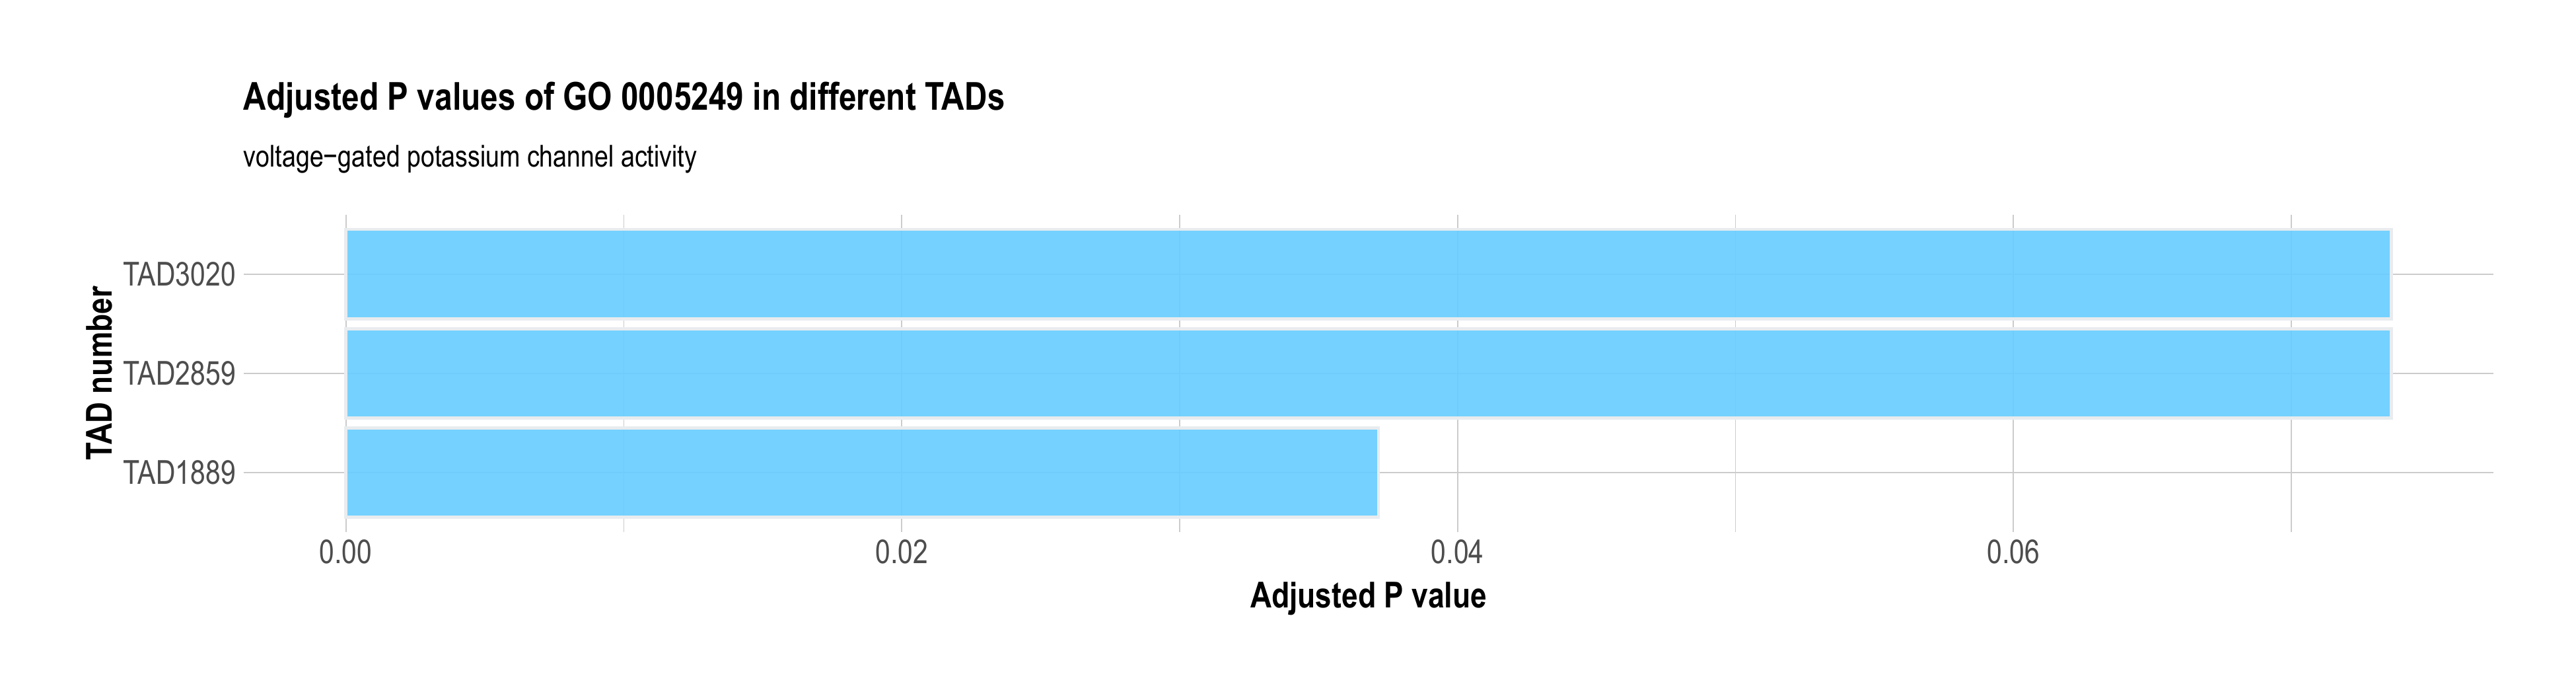 Adjusted P values of GO 0005249 in different TADs
voltage−gated potassium channel activity
TAD number
TAD3020
TAD2859
TAD1889
0.00 0.02 0.04 0.06
Adjusted P value